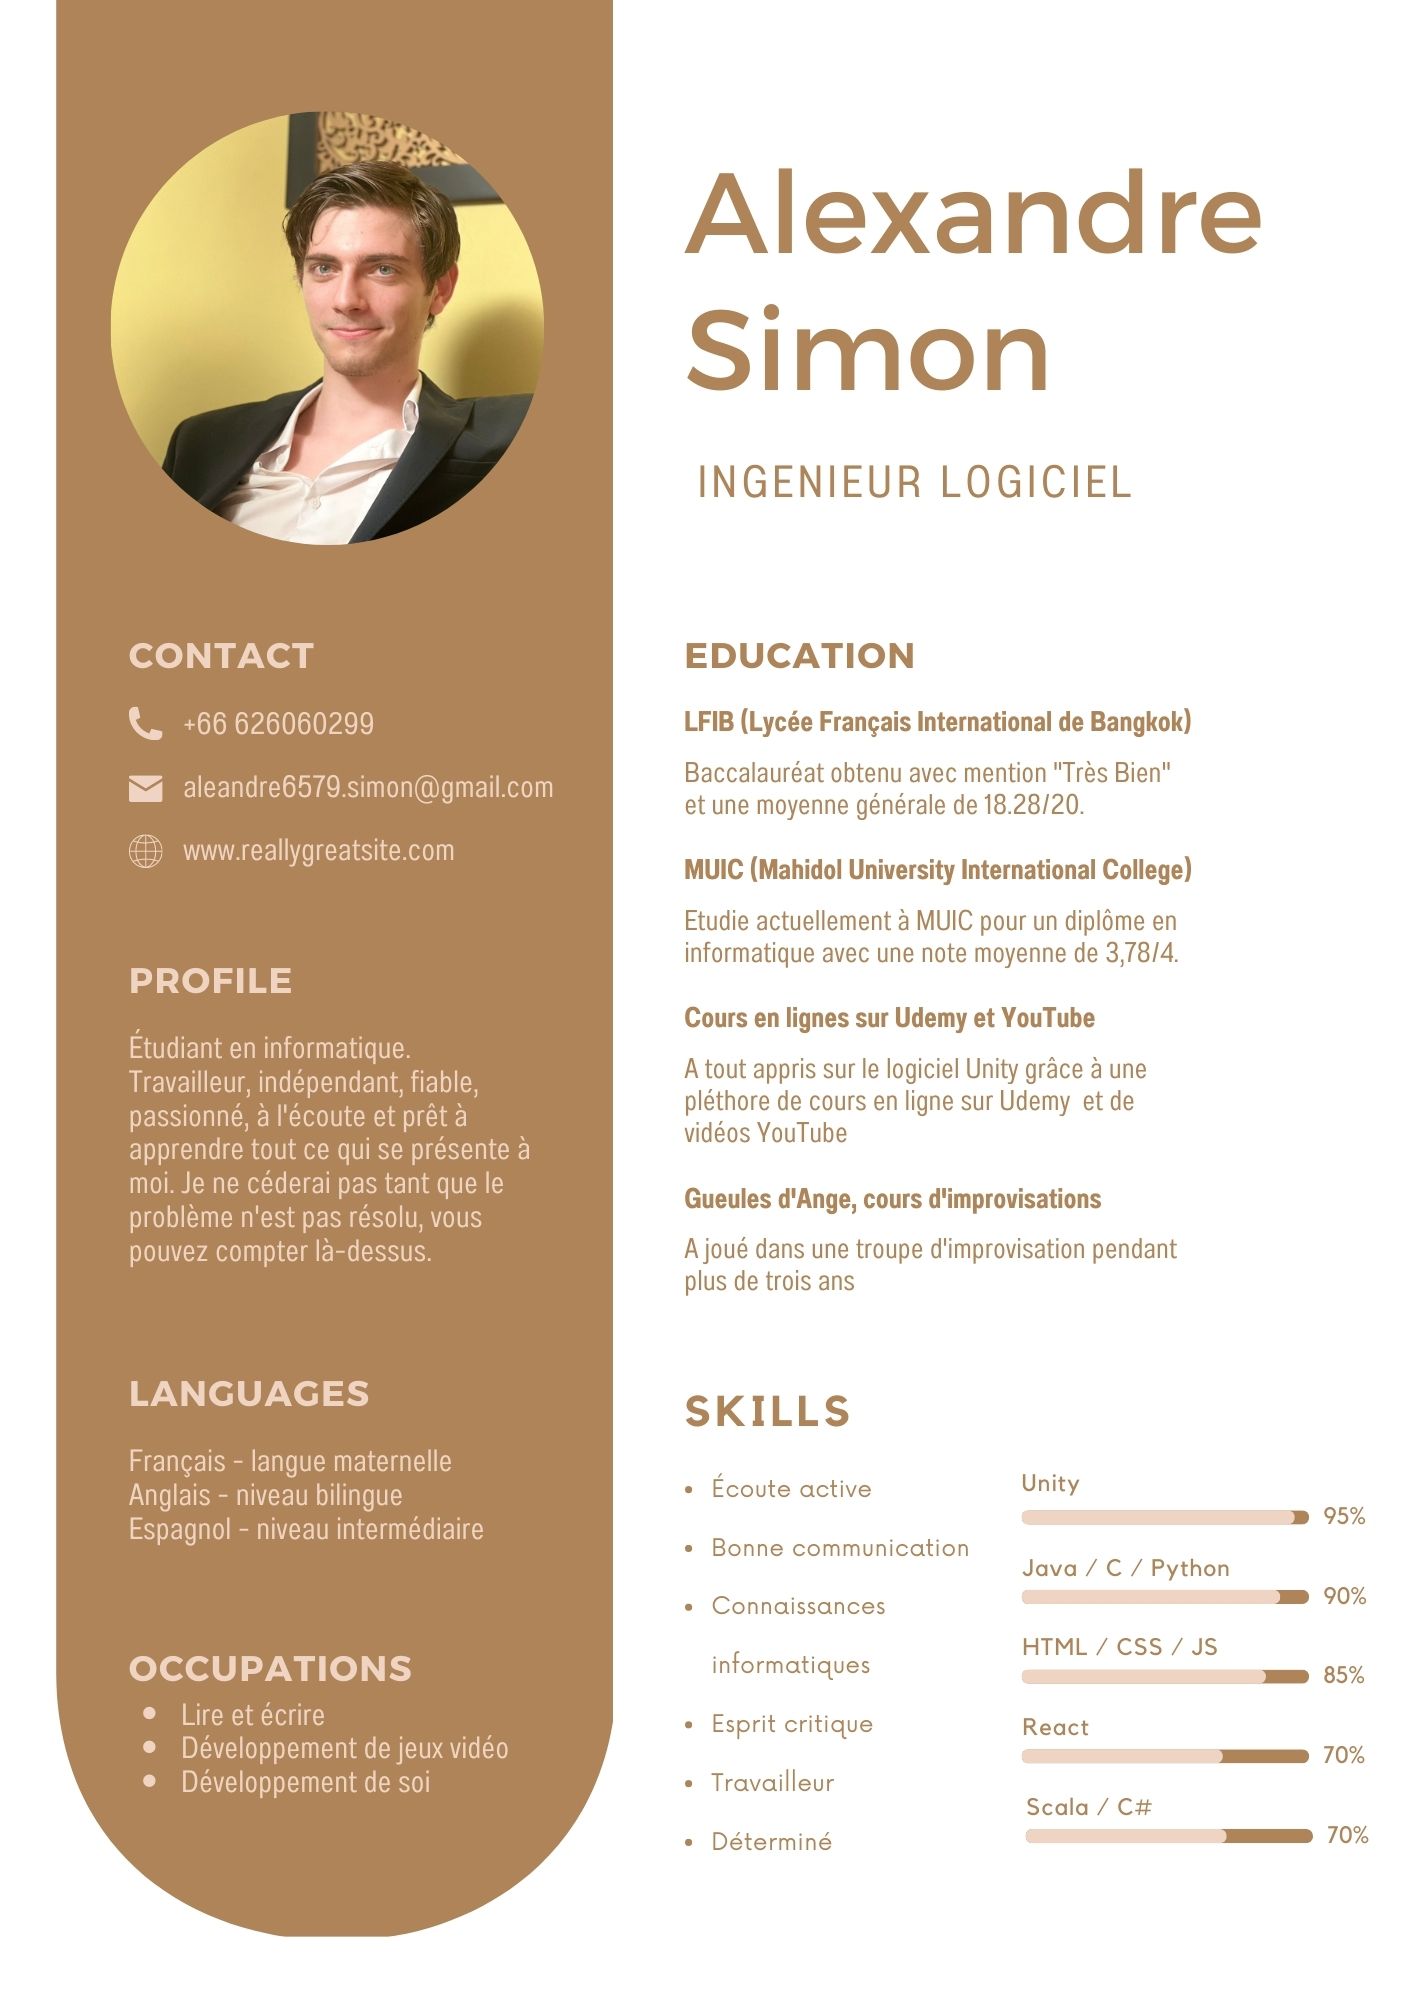 Alexandre
Simon
INGENIEUR LOGICIEL
CONTACT
+66 626060299
aleandre6579.simon@gmail.com
www.reallygreatsite.com
PROFILE
Étudiant en informatique.
Travailleur, indépendant, fiable,
passionné, à l'écoute et prêt à
apprendre tout ce qui se présente à
moi. Je ne céderai pas tant que le
problème n'est pas résolu, vous
pouvez compter là-dessus.
LANGUAGES
Français - langue maternelle
Anglais - niveau bilingue
Espagnol - niveau intermédiaire
OCCUPATIONS
• Lire et écrire
• Développement de jeux vidéo
• Développement de soi
EDUCATION
LFIB (Lycée Français International de Bangkok)
Baccalauréat obtenu avec mention "Très Bien"
et une moyenne générale de 18.28/20.
MUIC (Mahidol University International College)
Etudie actuellement à MUIC pour un diplôme en
informatique avec une note moyenne de 3,78/4.
Cours en lignes sur Udemy et YouTube
A tout appris sur le logiciel Unity grâce à une
pléthore de cours en ligne sur Udemy et de
vidéos YouTube
Gueules d'Ange, cours d'improvisations
A joué dans une troupe d'improvisation pendant
plus de trois ans
SKILLS
• Écoute active
• Bonne communication
• Connaissances
informatiques
• Esprit critique
• Travailleur
• Déterminé
Unity
95%
Java / C / Python
90%
HTML / CSS / JS
85%
React
70%
Scala / C#
70%